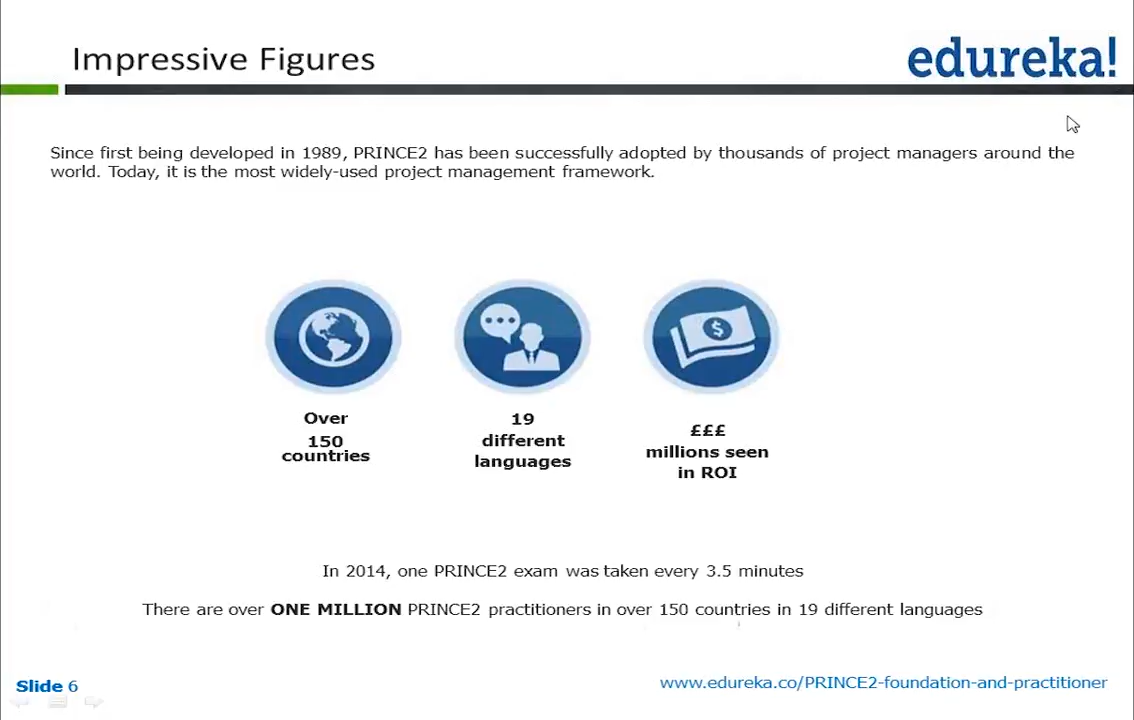 Impressive Figures
edureka!
Since first being developed in 1989, PRINCE2 has been successfully adopted by thousands of project managers around the
world. Today, it is the most widely-used project management framework.
Over
150
countries
19
different
languages
$
£££
millions seen
in ROI
In 2014, one PRINCE2 exam was taken every 3.5 minutes
There are over ONE MILLION PRINCE2 practitioners in over 150 countries in 19 different languages
Slide 6
www.edureka.co/PRINCE2-foundation-and-practitioner